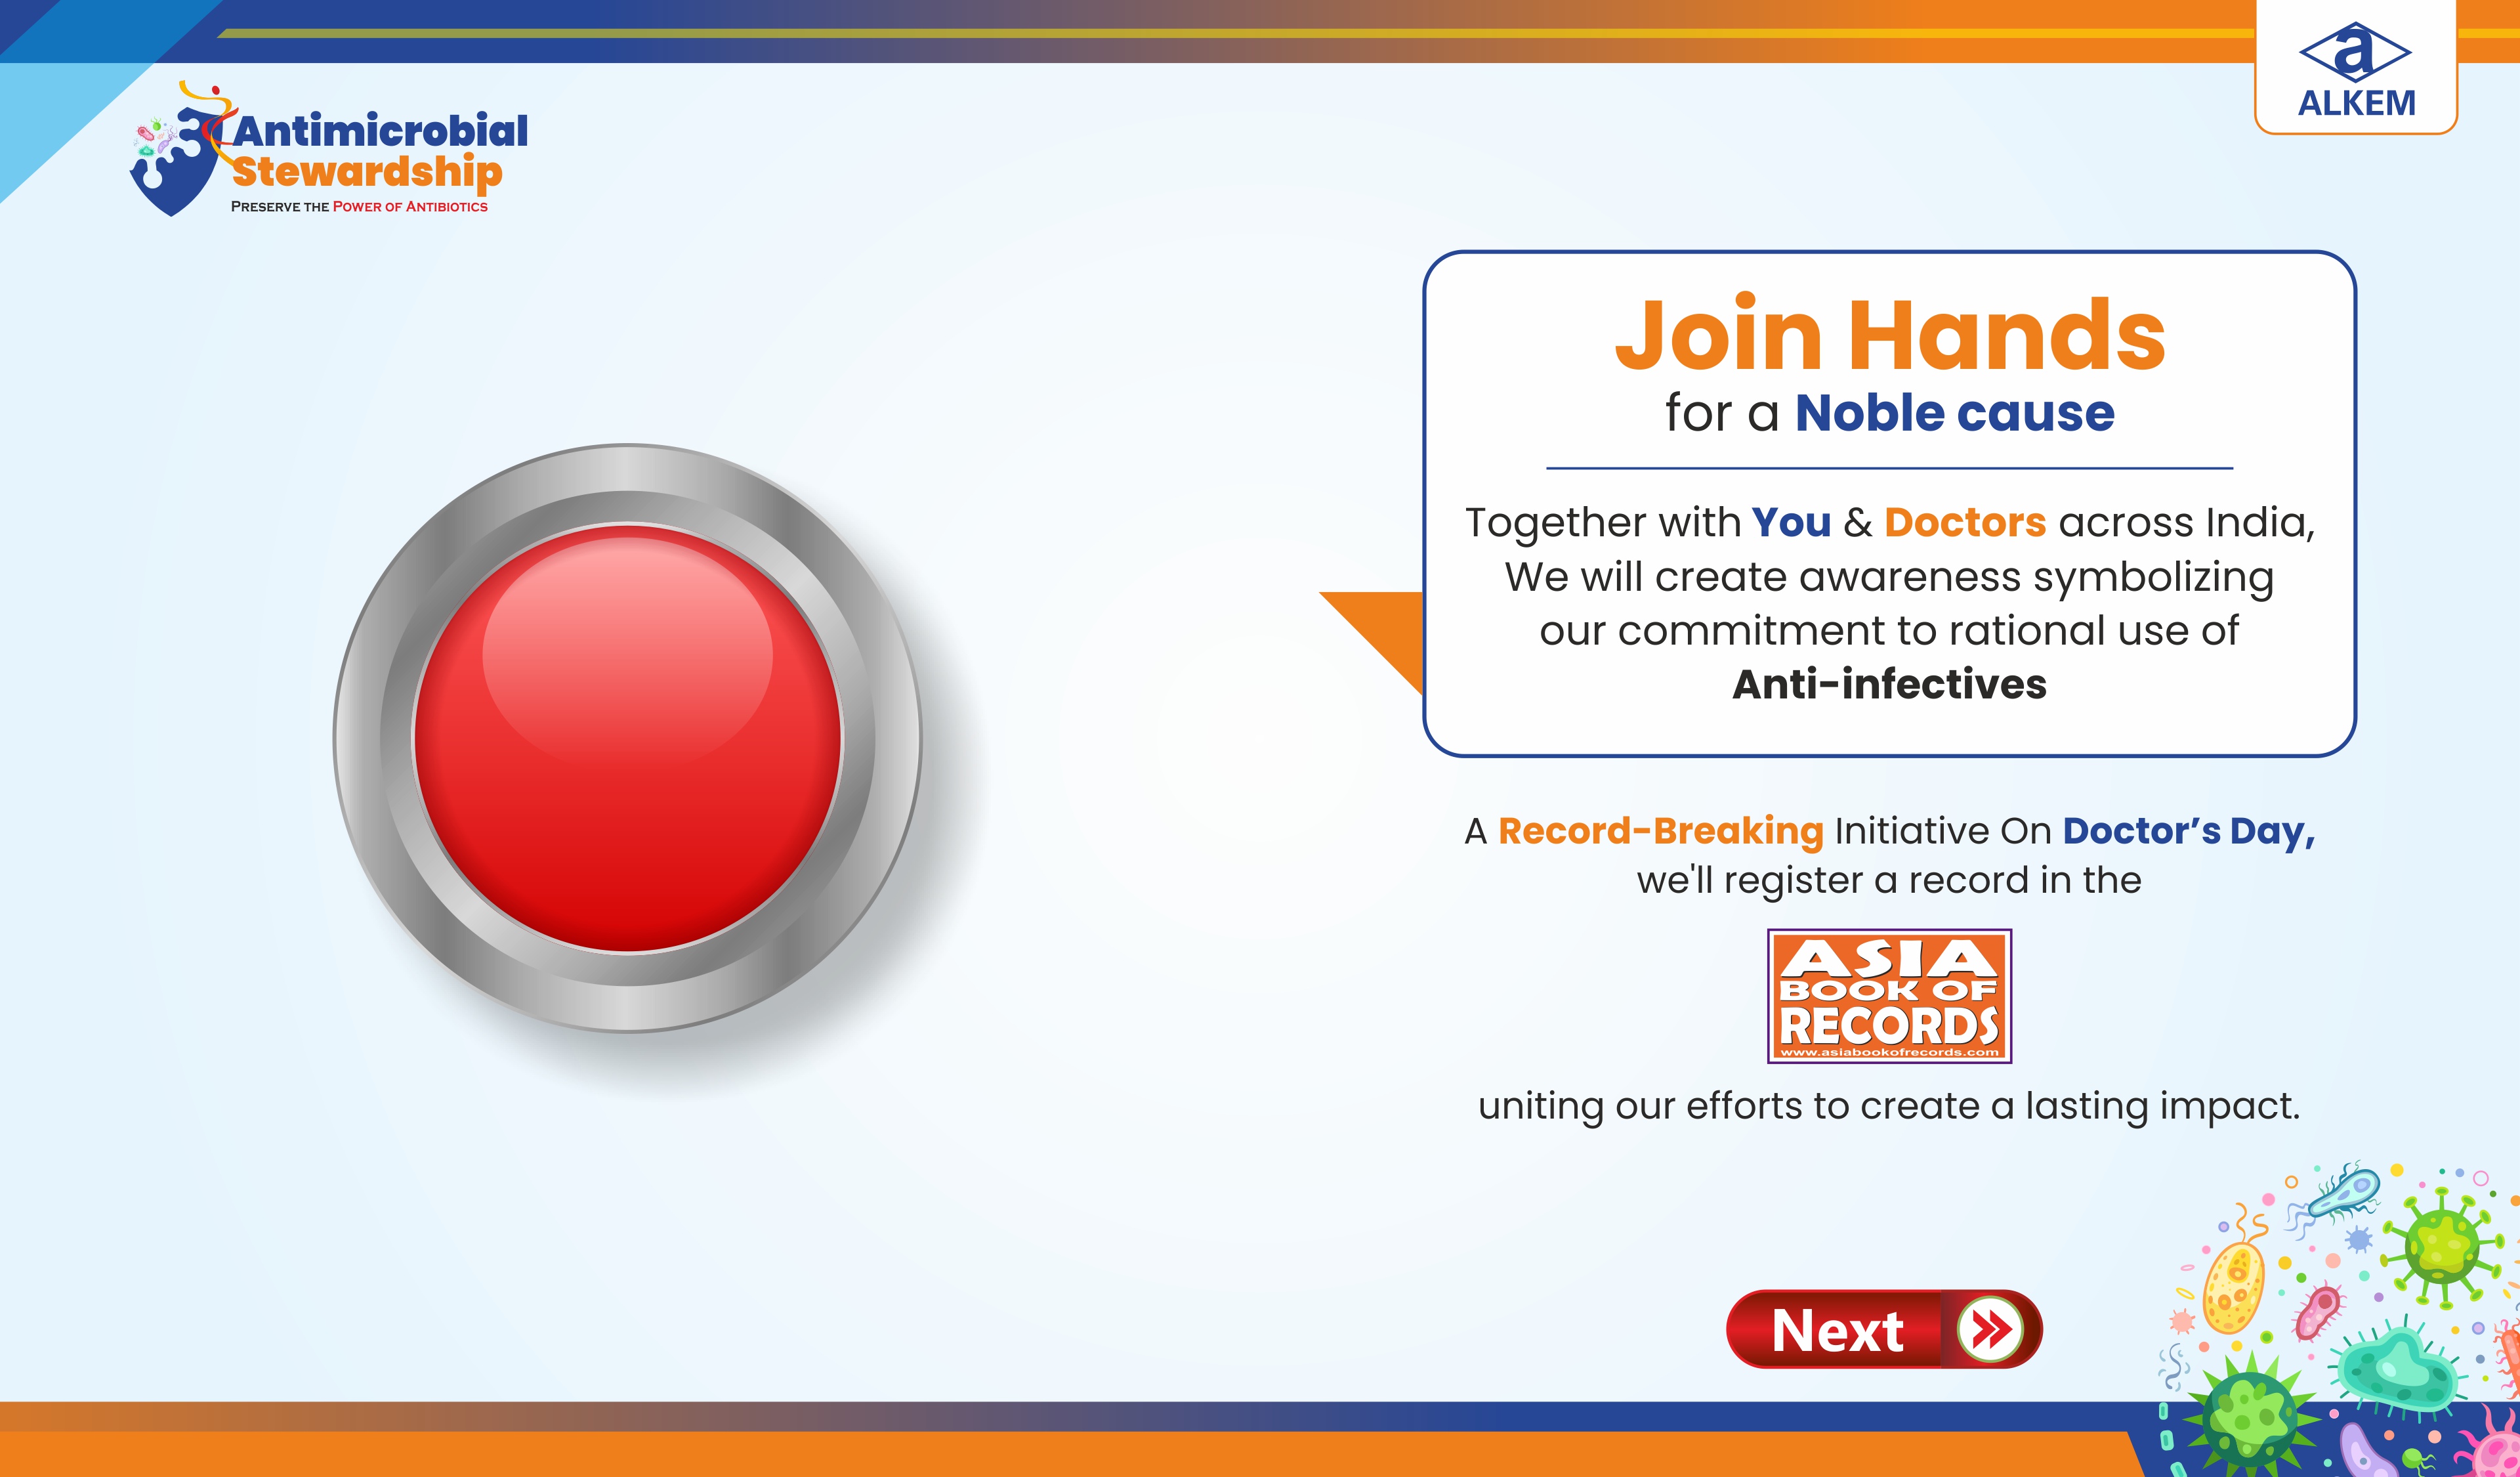 Antimicrobial
Stewardship
PRESERVE THE POWER OF ANTIBIOTICS
a
ALKEM
Join Hands
for a Noble cause
Together with You & Doctors across India,
We will create awareness symbolizing
our commitment to rational use of
Anti-infectives
A Record-Breaking Initiative On Doctor’s Day,
we'll register a record in the
ASIA
BOOK OF
RECORDS
www.asiabookofrecords.com
uniting our efforts to create a lasting impact.
Next